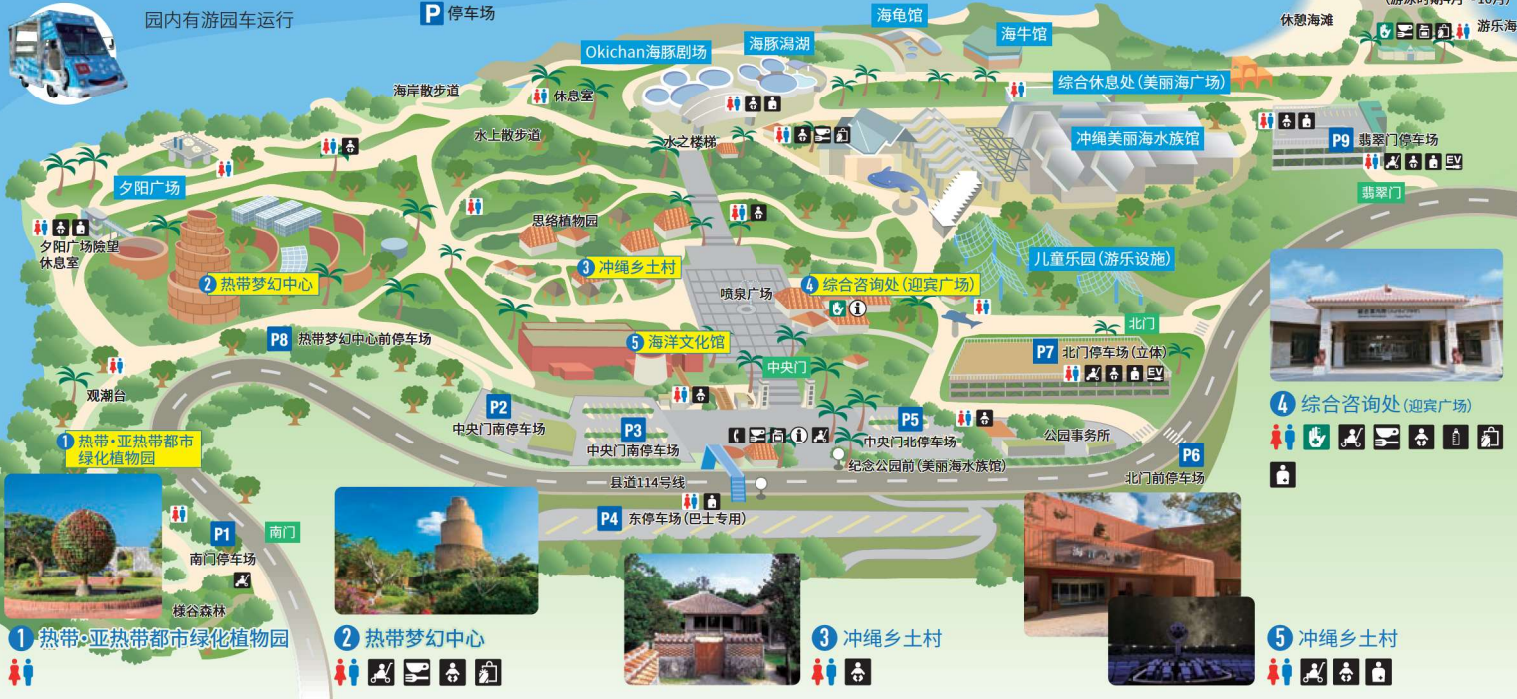 园内有游园车运行
P 停车场
海龟馆
海牛馆
休憩海滩
游乐海
Okichan海豚剧场
海豚潟湖
综合休息处(美丽海广场)
海岸散步道
休息室
水上散步道
水之楼梯
冲绳美丽海水族馆
P9 翡翠门停车场
EV
翡翠门
夕阳广场
夕阳广场險望
休息室
思络植物园
儿童乐园(游乐设施)
2 热带梦幻中心
3 冲绳乡土村
喷泉广场
4 综合咨询处(迎宾广场)
P8 热带梦幻中心前停车场
5 海洋文化馆
中央门
北门
P7 北门停车场(立体)
EV
观潮台
1 热带·亚热带都市
绿化植物园
P2
中央门南停车场
P3
中央门南停车场
P5
中央门北停车场
公园事务所
纪念公园前(美丽海水族馆)
P6
北门前停车场
县道114号线
P4 东停车场(巴士专用)
P1
南门停车场
南门
様谷森林
4 综合咨询处(迎宾广场)
1 热带·亚热带都市绿化植物园
2 热带梦幻中心
3 冲绳乡土村
5 冲绳乡土村